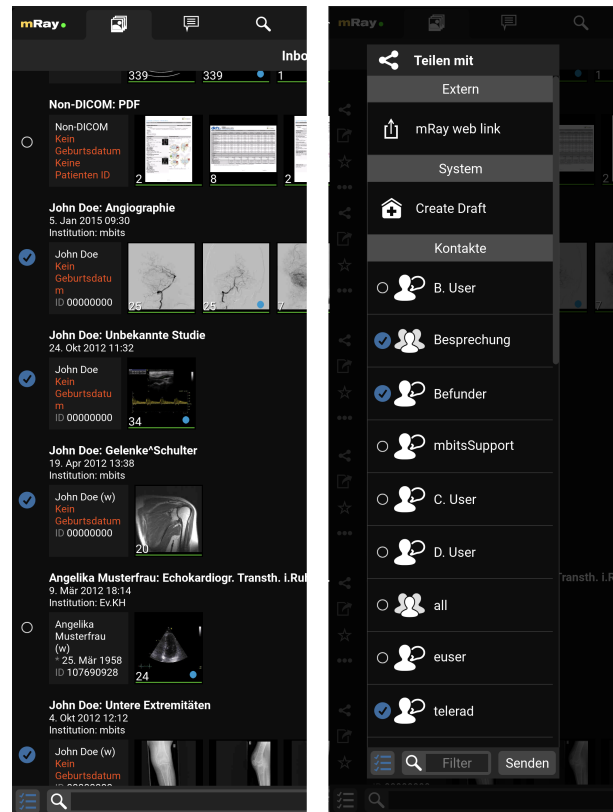 mRay
Inbo
339
339
1
Non-DICOM: PDF
Non-DICOM
Kein
Geburtsdatum
Keine
Patienten ID
2
8
2
John Doe: Angiographie
5. Jan 2015 09:30
Institution: mbits
John Doe
Kein
Geburtsdatu
m
ID 00000000
25
25
7
John Doe: Unbekannte Studie
24. Okt 2012 11:32
John Doe
Kein
Geburtsdatu
m
ID 00000000
34
John Doe: Gelenke^Schulter
19. Apr 2012 13:38
Institution: mbits
John Doe (w)
Kein
Geburtsdatum
ID 00000000
20
Angelika Musterfrau: Echokardiogr. Transth. i.Ru
9. Mär 2012 18:14
Institution: Ev.KH
Angelika
Musterfrau
(w)
* 25. Mär 1958
ID 107690928
24
John Doe: Untere Extremitäten
4. Okt 2012 12:12
Institution: mbits
John Doe (w)
Kein
Geburtsdatum
mRay
Teilen mit
Extern
mRay web link
System
Create Draft
Kontakte
B. User
Besprechung
Befunder
mbitsSupport
C. User
D. User
all
euser
telerad
Filter
Senden
1
2
7
ransth. i.R